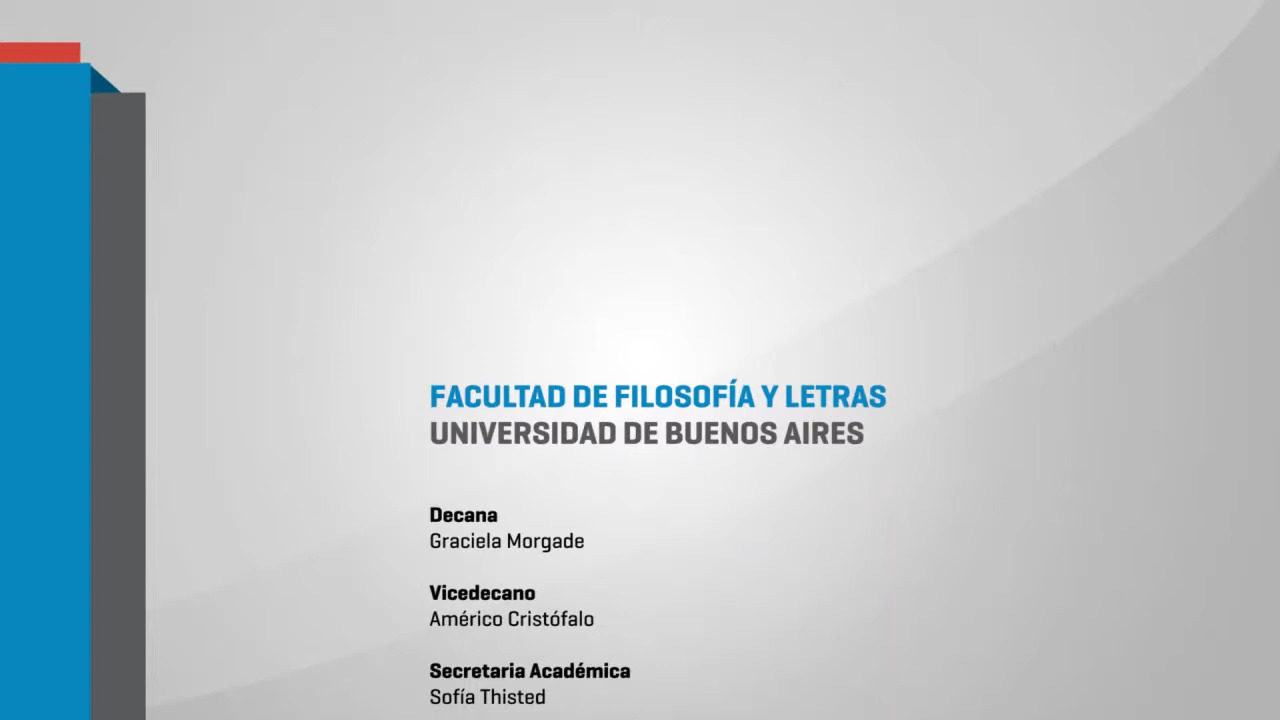 FACULTAD DE FILOSOFÍA Y LETRAS
UNIVERSIDAD DE BUENOS AIRES
Decana
Graciela Morgade
Vicedecano
Américo Cristófalo
Secretaria Académica
Sofía Thisted